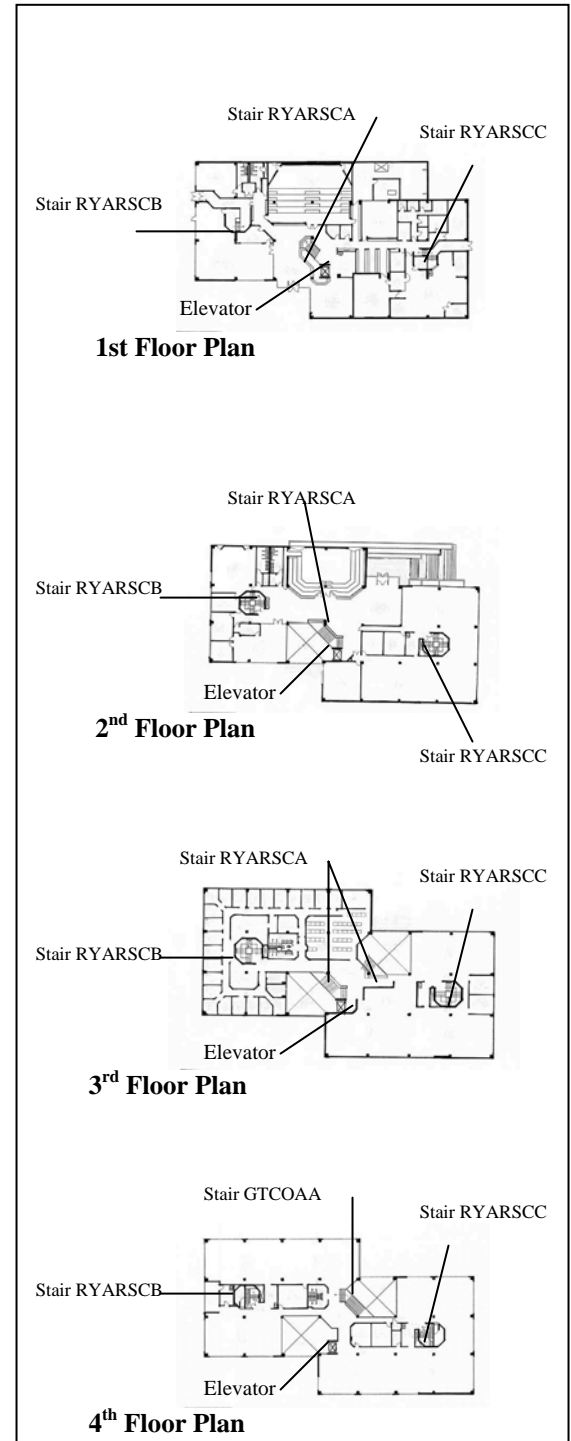 Stair RYARSCA
Stair RYARSCC
Stair RYARSCB
Elevator
1st Floor Plan
Stair RYARSCA
Stair RYARSCB
Elevator
2nd Floor Plan
Stair RYARSCC
Stair RYARSCA
Stair RYARSCC
Stair RYARSCB
Elevator
3rd Floor Plan
Stair GTCOAA
Stair RYARSCC
Stair RYARSCB
Elevator
4th Floor Plan